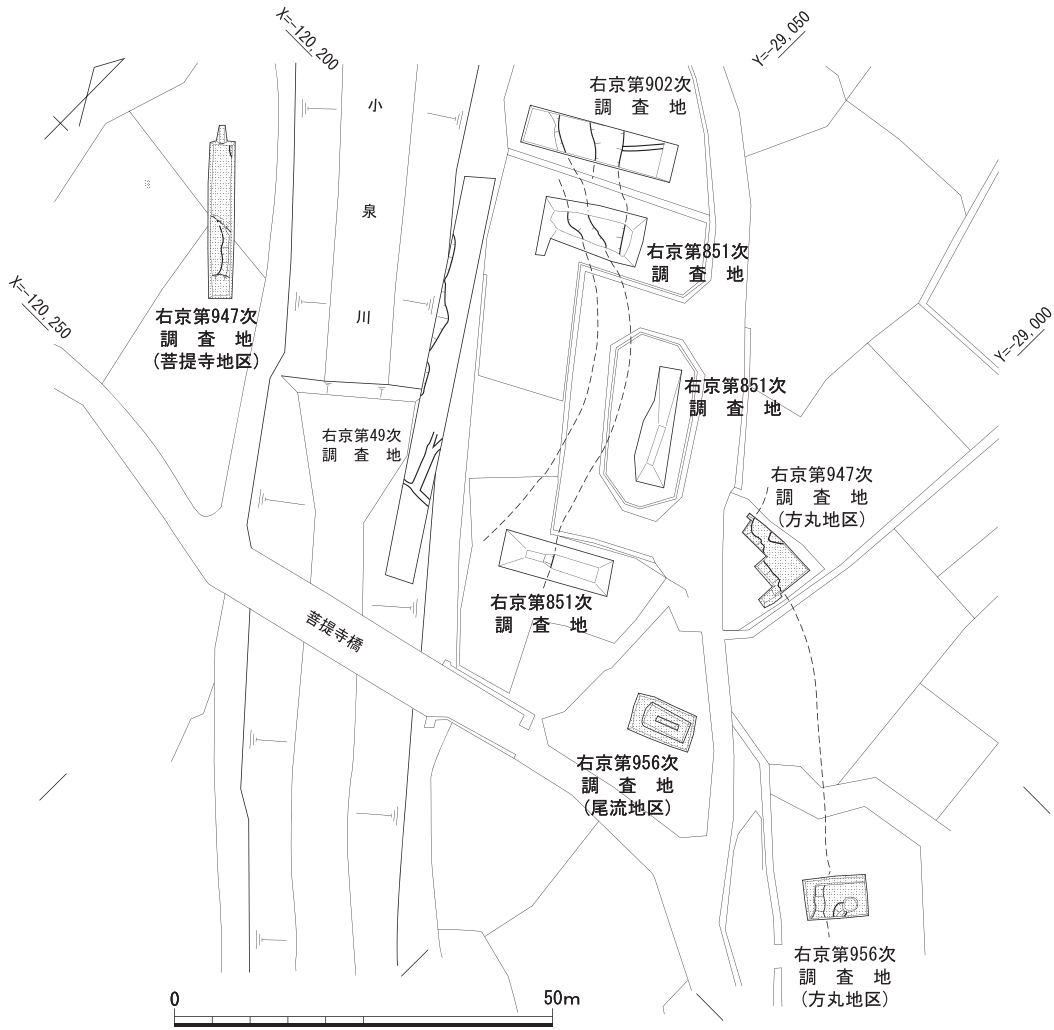 X=-120,200
Y=-29,050
小
泉
川
右京第902次
調　査　地
右京第851次
調　査　地
右京第947次
調　査　地
(菩提寺地区)
X=-120,250
Y=-29,000
右京第851次
調　査　地
右京第49次
調　査　地
右京第947次
調　査　地
(方丸地区)
右京第851次
調　査　地
菩提寺橋
右京第956次
調　査　地
(尾流地区)
右京第956次
調　査　地
(方丸地区)
0
50m